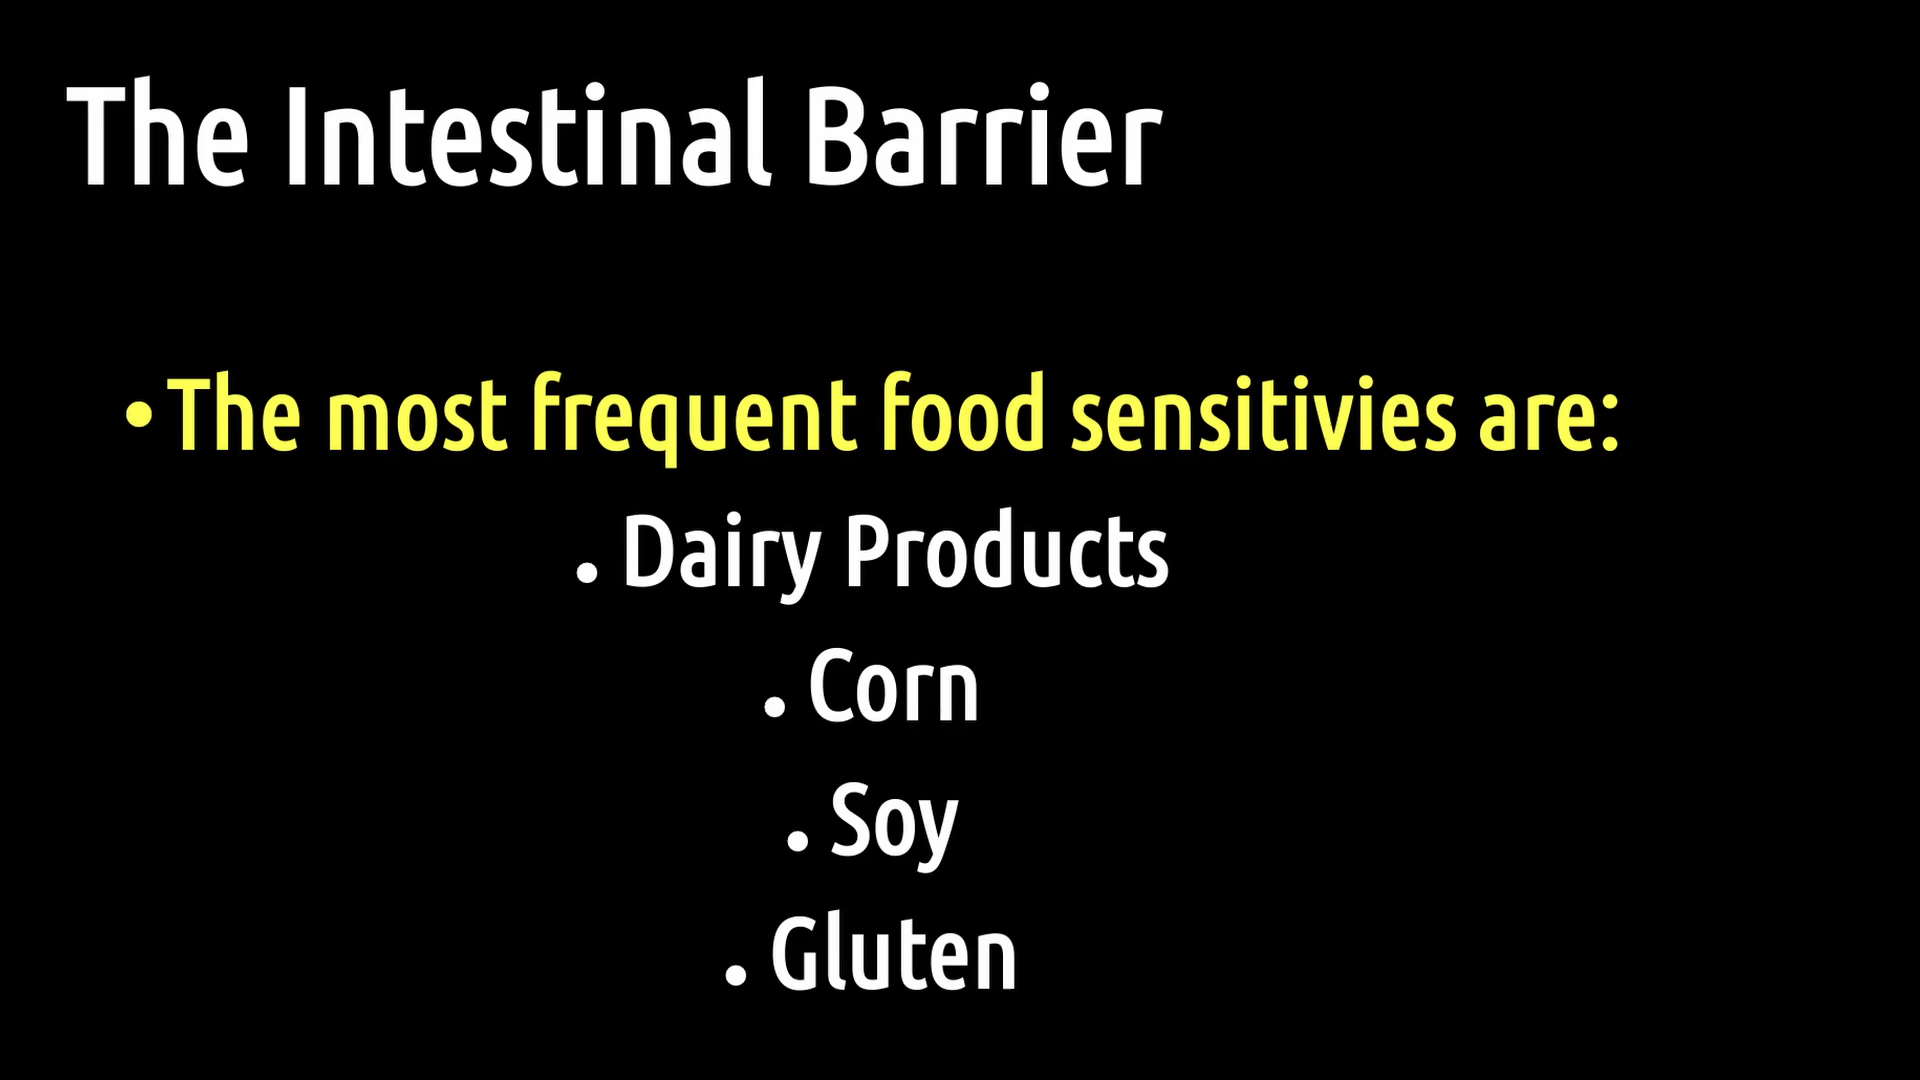 The Intestinal Barrier
•The most frequent food sensitivies are:
• Dairy Products
• Corn
• Soy
• Gluten